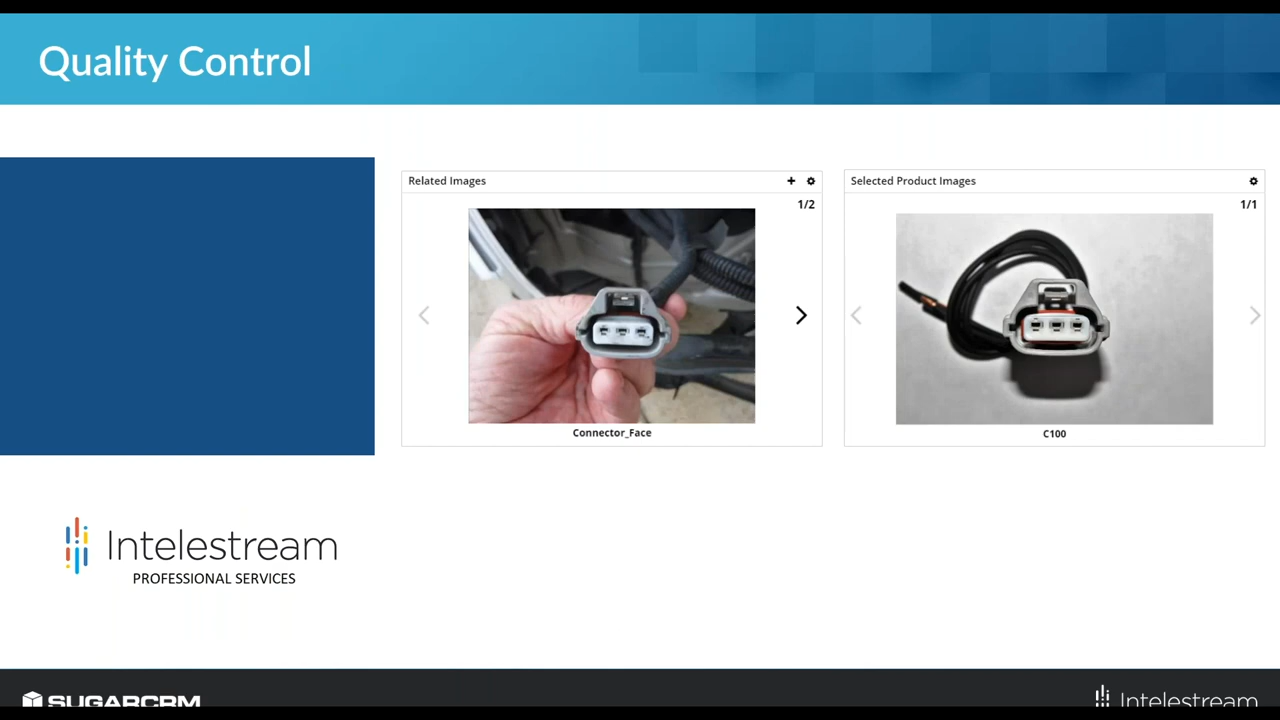 Quality Control
Related Images
1/2
Connector_Face
Selected Product Images
1/1
C100
Intelestream
PROFESSIONAL SERVICES
SUGARCRM
Intelestream